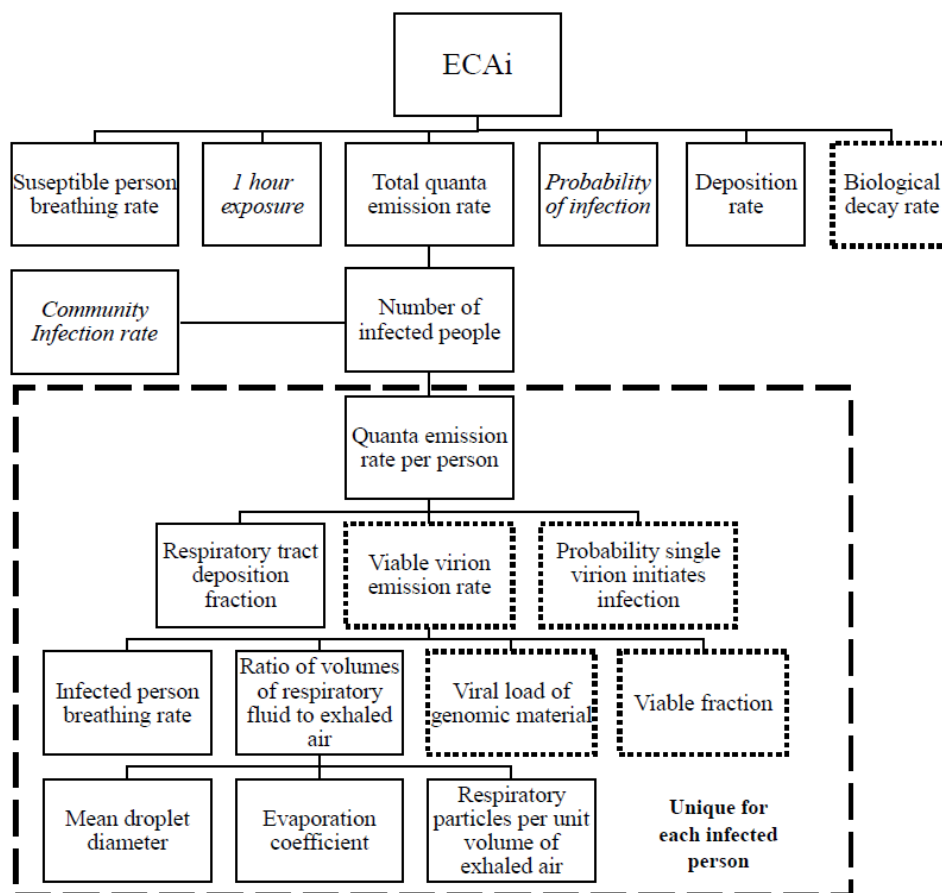 ECAi
Suseptible person
breathing rate
1 hour
exposure
Total quanta
emission rate
Probability
of infection
Deposition
rate
Biological
decay rate
Community
Infection rate
Number of
infected people
Quanta emission
rate per person
Respiratory tract
deposition
fraction
Viable virion
emission rate
Probability single
virion initiates
infection
Infected person
breathing rate
Ratio of volumes
of respiratory
fluid to exhaled
air
Viral load of
genomic material
Viable fraction
Mean droplet
diameter
Evaporation
coefficient
Respiratory
particles per unit
volume of
exhaled air
Unique for
each infected
person